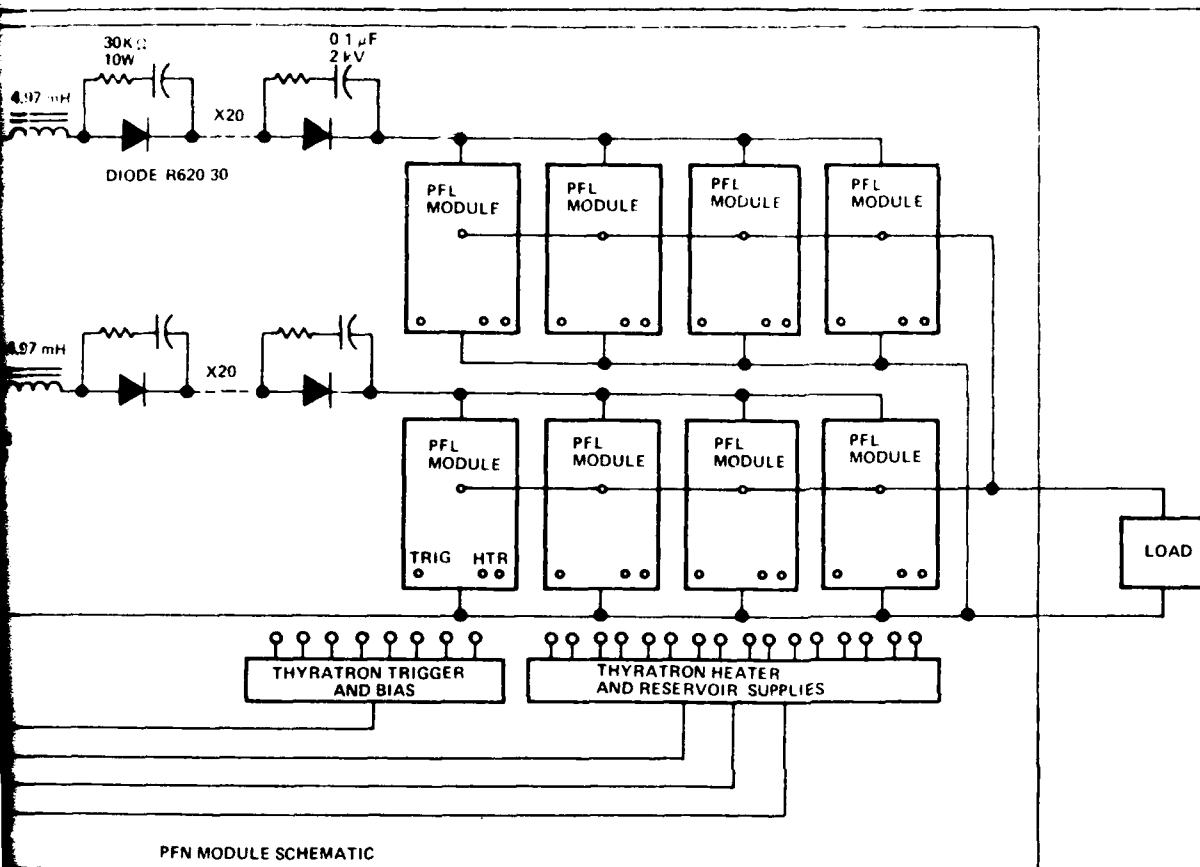 30KΩ
10W
0.1 μF
2 kV
4.97 mH
X20
DIODE R620 30
PFL
MODULE
PFL
MODULE
PFL
MODULE
PFL
MODULE
4.97 mH
X20
PFL
MODULE
PFL
MODULE
PFL
MODULE
PFL
MODULE
TRIG HTR
LOAD
THYRATRON TRIGGER
AND BIAS
THYRATRON HEATER
AND RESERVOIR SUPPLIES
PFN MODULE SCHEMATIC